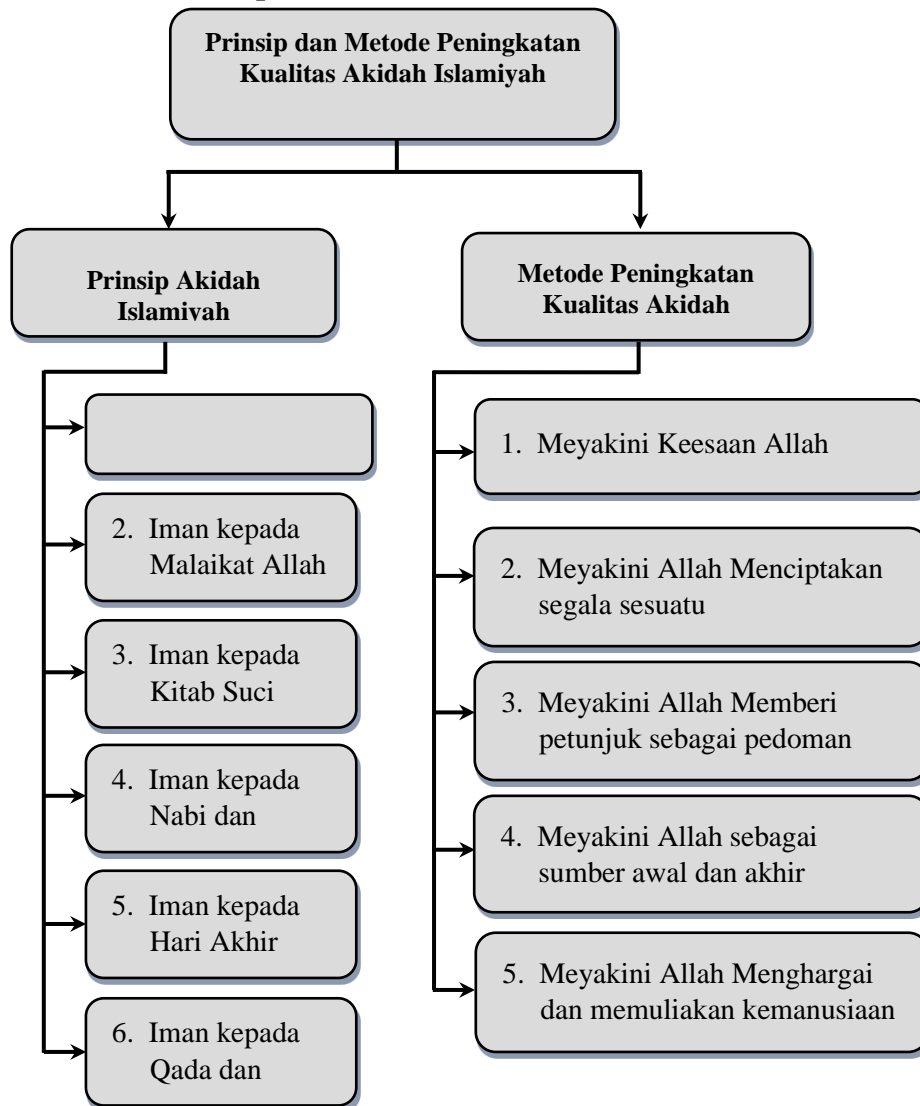 Prinsip dan Metode Peningkatan
Kualitas Akidah Islamiyah
Prinsip Akidah
Islamiyah
Metode Peningkatan
Kualitas Akidah
2. Iman kepada
Malaikat Allah
3. Iman kepada
Kitab Suci
4. Iman kepada
Nabi dan
5. Iman kepada
Hari Akhir
6. Iman kepada
Qada dan
1. Meyakini Keesaan Allah
2. Meyakini Allah Menciptakan
segala sesuatu
3. Meyakini Allah Memberi
petunjuk sebagai pedoman
4. Meyakini Allah sebagai
sumber awal dan akhir
5. Meyakini Allah Menghargai
dan memuliakan kemanusiaan